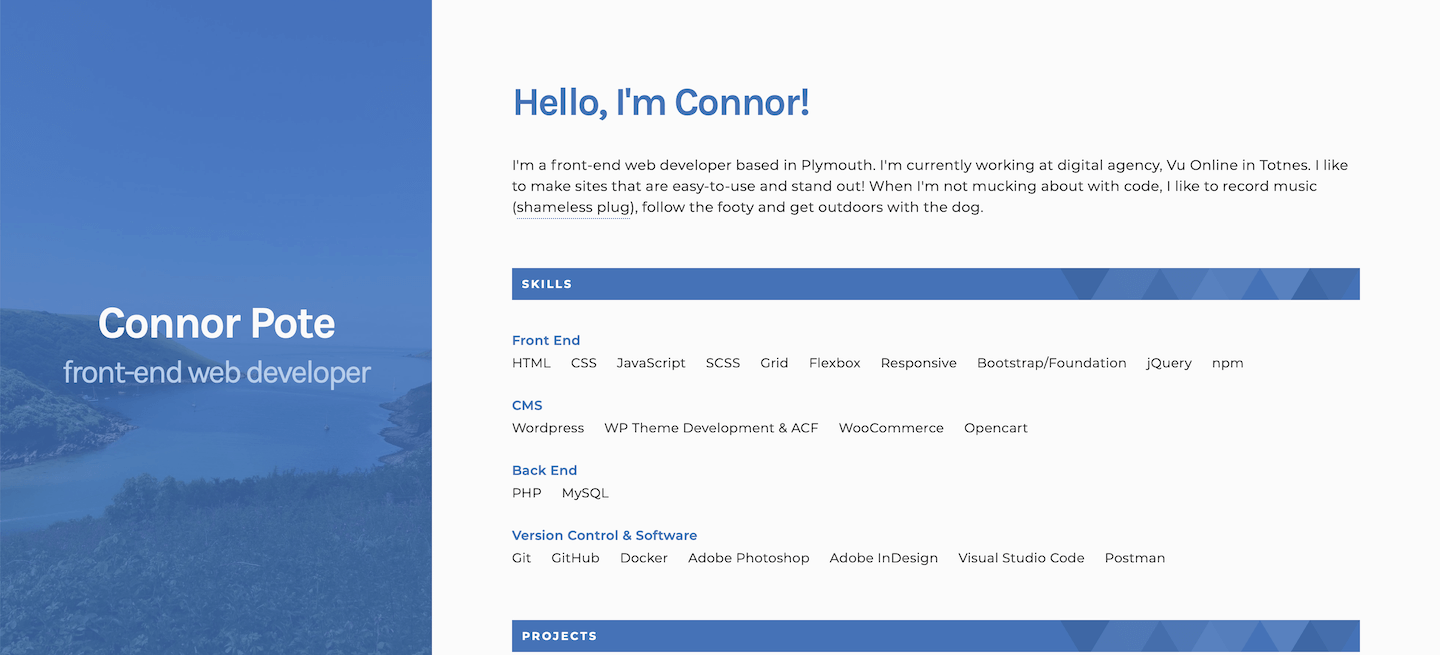 Connor Pote
front-end web developer
Hello, I'm Connor!
I'm a front-end web developer based in Plymouth. I'm currently working at digital agency, Vu Online in Totnes. I like
to make sites that are easy-to-use and stand out! When I'm not mucking about with code, I like to record music
(shameless plug), follow the footy and get outdoors with the dog.
SKILLS
Front End
HTML CSS JavaScript SCSS Grid Flexbox Responsive Bootstrap/Foundation jQuery npm
CMS
Wordpress WP Theme Development & ACF WooCommerce Opencart
Back End
PHP MySQL
Version Control & Software
Git GitHub Docker Adobe Photoshop Adobe InDesign Visual Studio Code Postman
PROJECTS